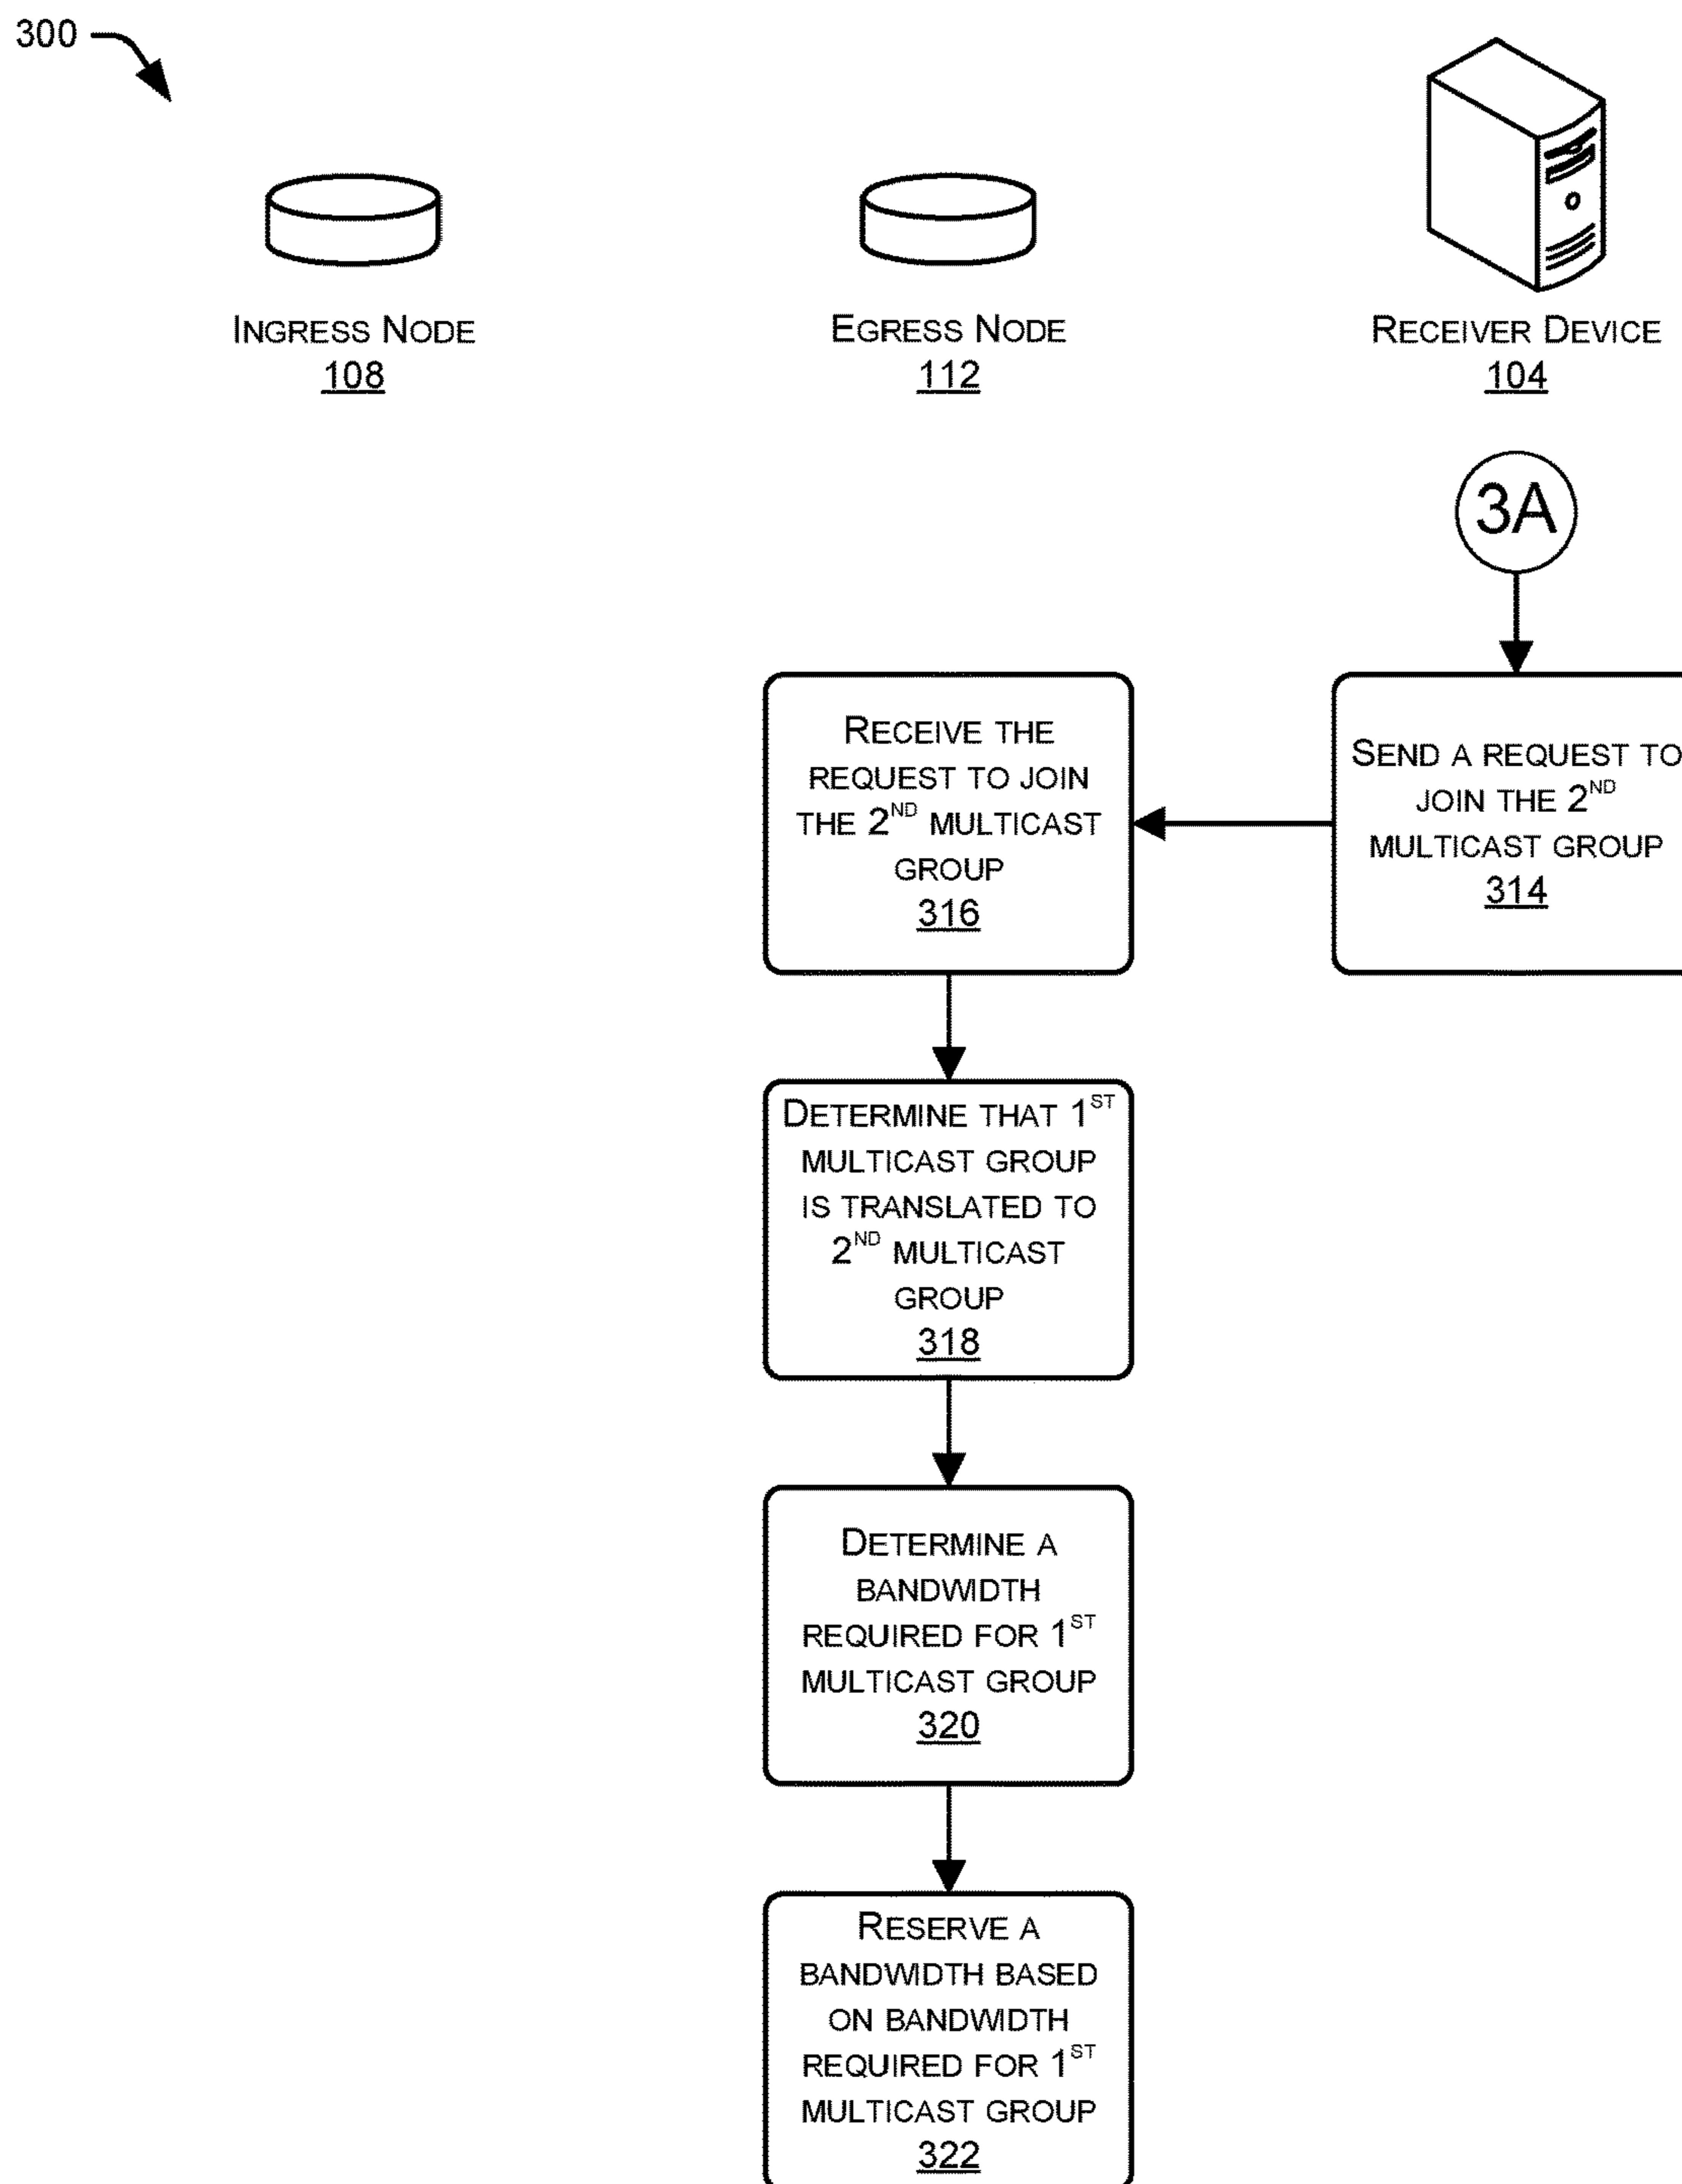 300
INGRESS NODE
108
EGRESS NODE
112
RECEIVER DEVICE
104
3A
SEND A REQUEST TO
JOIN THE 2ND
MULTICAST GROUP
314
RECEIVE THE
REQUEST TO JOIN
THE 2ND MULTICAST
GROUP
316
DETERMINE THAT 1ST
MULTICAST GROUP
IS TRANSLATED TO
2ND MULTICAST
GROUP
318
DETERMINE A
BANDWIDTH
REQUIRED FOR 1ST
MULTICAST GROUP
320
RESERVE A
BANDWIDTH BASED
ON BANDWIDTH
REQUIRED FOR 1ST
MULTICAST GROUP
322